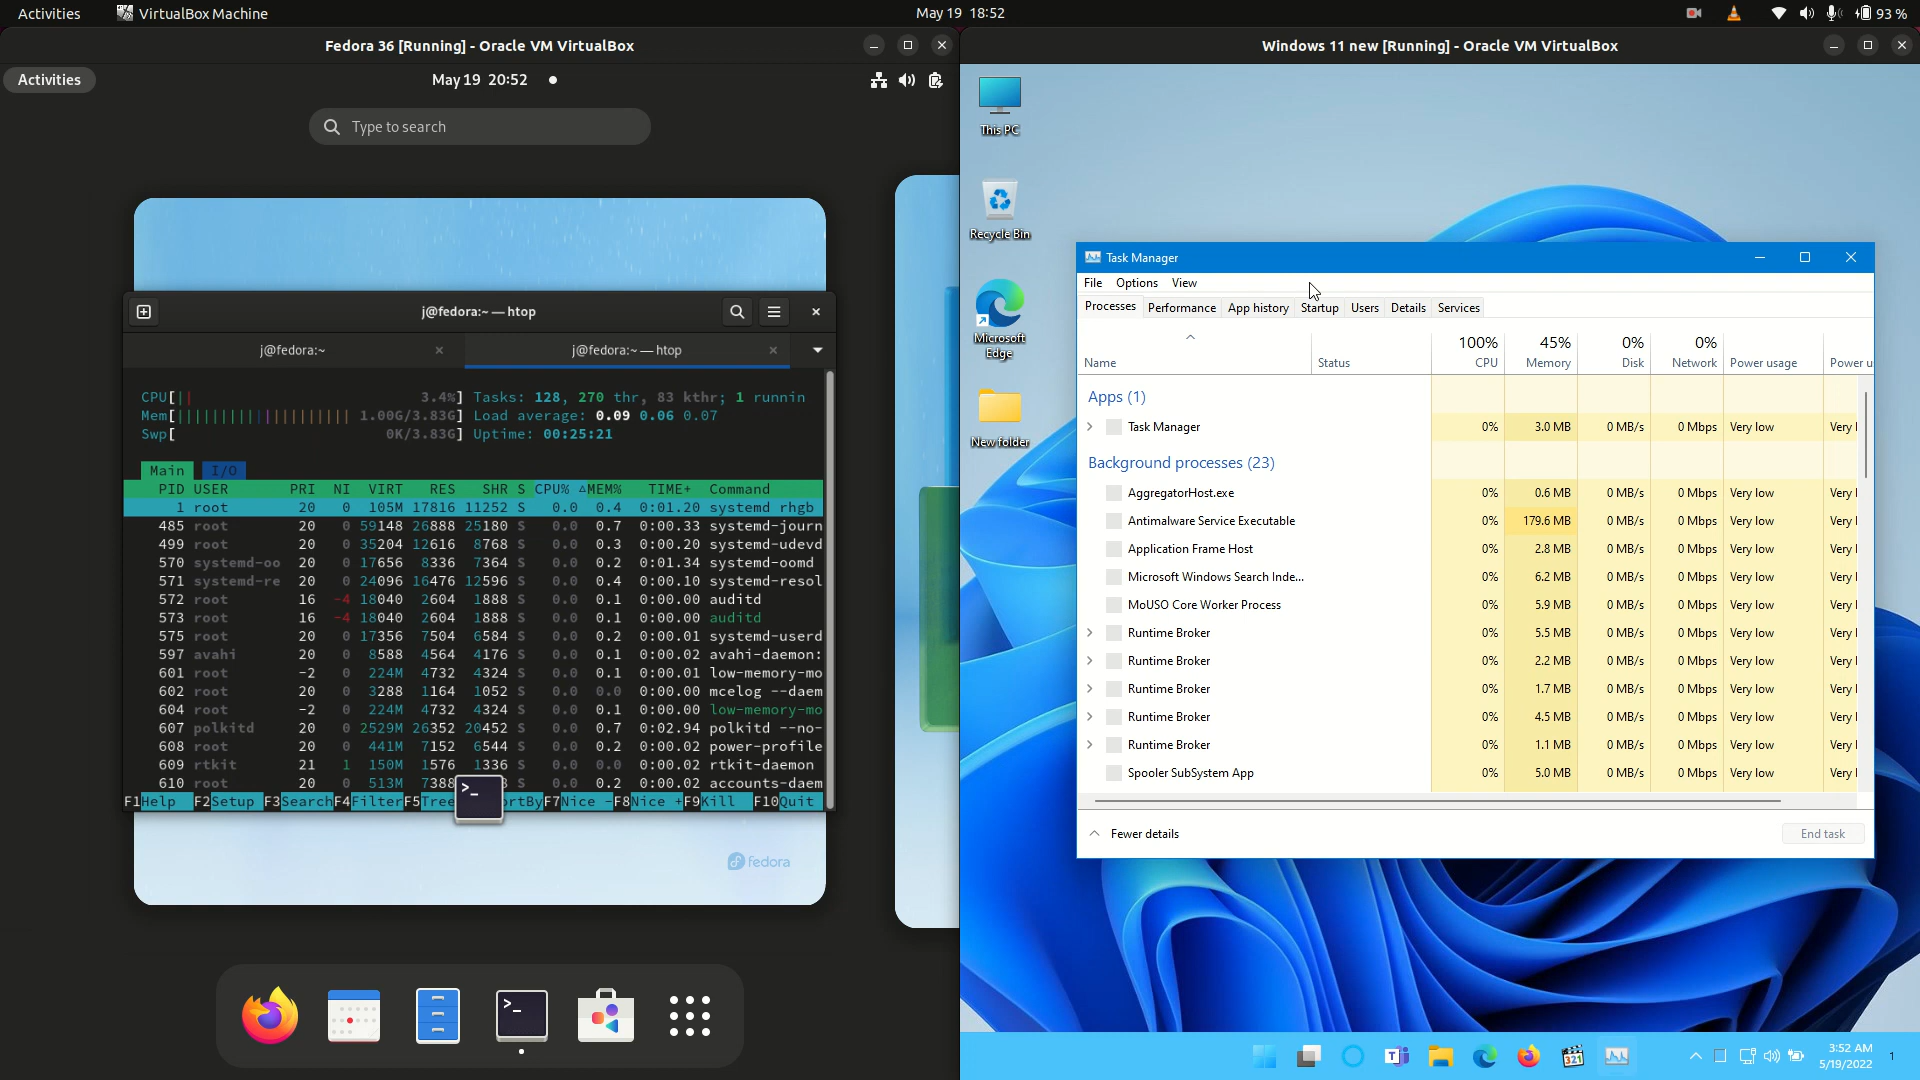 Activities
VirtualBox Machine
May 19 18:52
93 %
Fedora 36 [Running] - Oracle VM VirtualBox
Activities
May 19 20:52
Type to search
j@fedora:~ — htop
j@fedora:~
j@fedora:~ — htop
CPU[|| 3.4%] Tasks: 128, 270 thr, 83 kthr; 1 runnin
Mem[||||||||||||||||||||| 1.00G/3.83G] Load average: 0.09 0.06 0.07
Swp[ 0K/3.83G] Uptime: 00:25:21
Main I/O
PID USER PRI NI VIRT RES SHR S CPU% △MEM% TIME+ Command
1 root 20 0 105M 17816 11252 S 0.0 0.4 0:01.20 systemd rhgb
485 root 20 0 59148 26888 25180 S 0.0 0.7 0:00.33 systemd-journ
499 root 20 0 35204 12616 8768 S 0.0 0.3 0:00.20 systemd-udevd
570 systemd-oo 20 0 17656 8336 7364 S 0.0 0.2 0:01.34 systemd-oomd
571 systemd-re 20 0 24096 16476 12596 S 0.0 0.4 0:00.10 systemd-resol
572 root 16 -4 18040 2604 1888 S 0.0 0.1 0:00.00 auditd
573 root 16 -4 18040 2604 1888 S 0.0 0.1 0:00.00 auditd
575 root 20 0 17356 7504 6584 S 0.0 0.2 0:00.01 systemd-userd
597 avahi 20 0 8588 4564 4176 S 0.0 0.1 0:00.02 avahi-daemon:
601 root -2 0 224M 4732 4324 S 0.0 0.1 0:00.01 low-memory-mo
602 root 20 0 3288 1164 1052 S 0.0 0.0 0:00.00 mcelog --daem
604 root -2 0 224M 4732 4324 S 0.0 0.1 0:00.00 low-memory-mo
607 polkitd 20 0 2529M 26352 20452 S 0.0 0.7 0:02.94 polkitd --no-
608 root 20 0 441M 7152 6544 S 0.0 0.2 0:00.02 power-profile
609 rtkit 21 1 150M 1576 1336 S 0.0 0.0 0:00.02 rtkit-daemon
610 root 20 0 513M 7388 S 0.0 0.2 0:00.02 accounts-daem
F1Help F2Setup F3SearchF4FilterF5Tree ortByF7Nice -F8Nice +F9Kill F10Quit
fedora
Windows 11 new [Running] - Oracle VM VirtualBox
This PC
Recycle Bin
Microsoft
Edge
New folder
Task Manager
File Options View
Processes Performance App history Startup Users Details Services
100% 45% 0% 0%
Name Status CPU Memory Disk Network Power usage Power u
Apps (1)
Task Manager 0% 3.0 MB 0 MB/s 0 Mbps Very low Very l
Background processes (23)
AggregatorHost.exe 0% 0.6 MB 0 MB/s 0 Mbps Very low Very l
Antimalware Service Executable 0% 179.6 MB 0 MB/s 0 Mbps Very low Very l
Application Frame Host 0% 2.8 MB 0 MB/s 0 Mbps Very low Very l
Microsoft Windows Search Inde... 0% 6.2 MB 0 MB/s 0 Mbps Very low Very l
MoUSO Core Worker Process 0% 5.9 MB 0 MB/s 0 Mbps Very low Very l
Runtime Broker 0% 5.5 MB 0 MB/s 0 Mbps Very low Very l
Runtime Broker 0% 2.2 MB 0 MB/s 0 Mbps Very low Very l
Runtime Broker 0% 1.7 MB 0 MB/s 0 Mbps Very low Very l
Runtime Broker 0% 4.5 MB 0 MB/s 0 Mbps Very low Very l
Runtime Broker 0% 1.1 MB 0 MB/s 0 Mbps Very low Very l
Spooler SubSystem App 0% 5.0 MB 0 MB/s 0 Mbps Very low Very l
Fewer details
End task
321
3:52 AM
5/19/2022
1